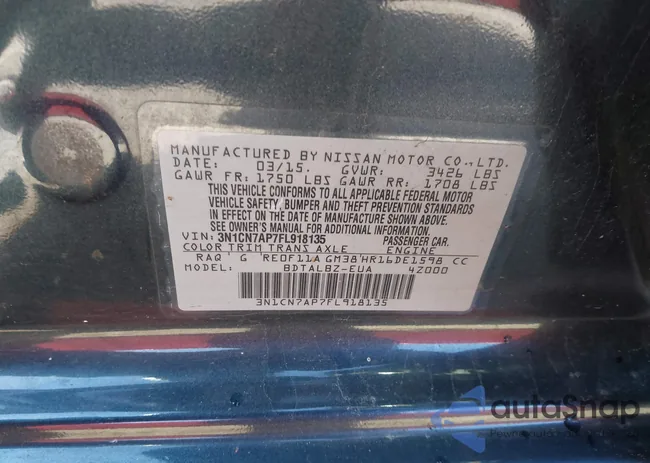 MANUFACTURED BY NISSAN MOTOR CO.,LTD.
DATE: 03/15. GVWR: 3426 LBS
GAWR FR: 1750 LBS GAWR RR: 1708 LBS
THIS VEHICLE CONFORMS TO ALL APPLICABLE FEDERAL MOTOR
VEHICLE SAFETY, BUMPER AND THEFT PREVENTION STANDARDS
IN EFFECT ON THE DATE OF MANUFACTURE SHOWN ABOVE.
SEE OWNER'S MANUAL FOR ADDITIONAL INFORMATION
VIN: 3N1CN7AP7FL918135 PASSENGER CAR.
COLOR TRIM TRANS AXLE ENGINE
RAQ G RE0F11A GM38 HR16DE1598 CC
MODEL: BDTALBZ-EUA 4Z000
3N1CN7AP7FL918135
autoSnap